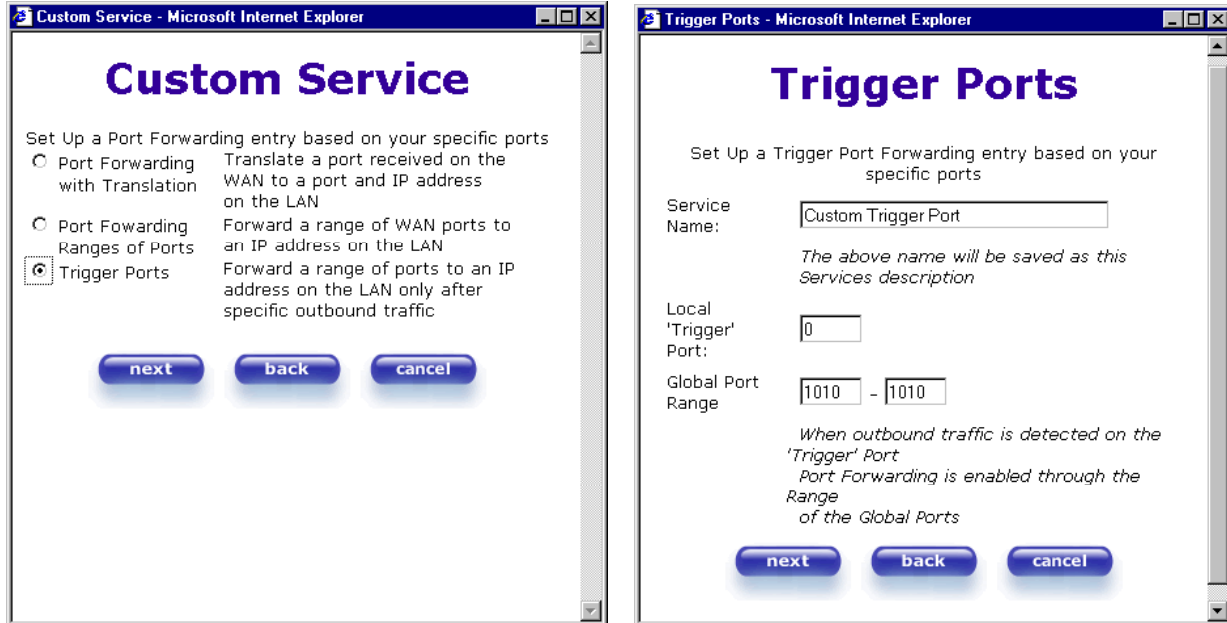 Custom Service - Microsoft Internet Explorer
Custom Service
Set Up a Port Forwarding entry based on your specific ports
Port Forwarding
with Translation
Translate a port received on the
WAN to a port and IP address
on the LAN
Port Fowarding
Ranges of Ports
Forward a range of WAN ports to
an IP address on the LAN
Trigger Ports
Forward a range of ports to an IP
address on the LAN only after
specific outbound traffic
next
back
cancel
Trigger Ports - Microsoft Internet Explorer
Trigger Ports
Set Up a Trigger Port Forwarding entry based on your
specific ports
Service
Name:
Custom Trigger Port
The above name will be saved as this
Services description
Local
'Trigger'
Port:
0
Global Port
Range
1010 - 1010
When outbound traffic is detected on the
'Trigger' Port
Port Forwarding is enabled through the
Range
of the Global Ports
next
back
cancel